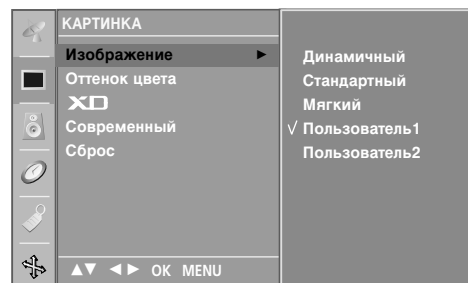 КАРТИНКА
Изображение ►
Оттенок цвета
XD
Современный
Сброс
▲▼ ◄► OK MENU
Динамичный
Стандартный
Мягкий
√ Пользователь1
Пользователь2